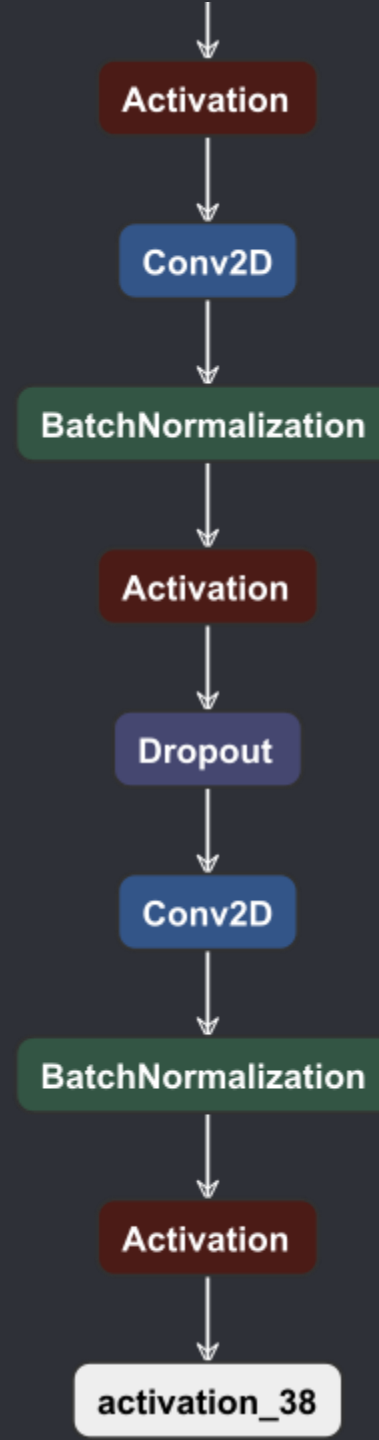 Activation
Conv2D
BatchNormalization
Activation
Dropout
Conv2D
BatchNormalization
Activation
activation_38